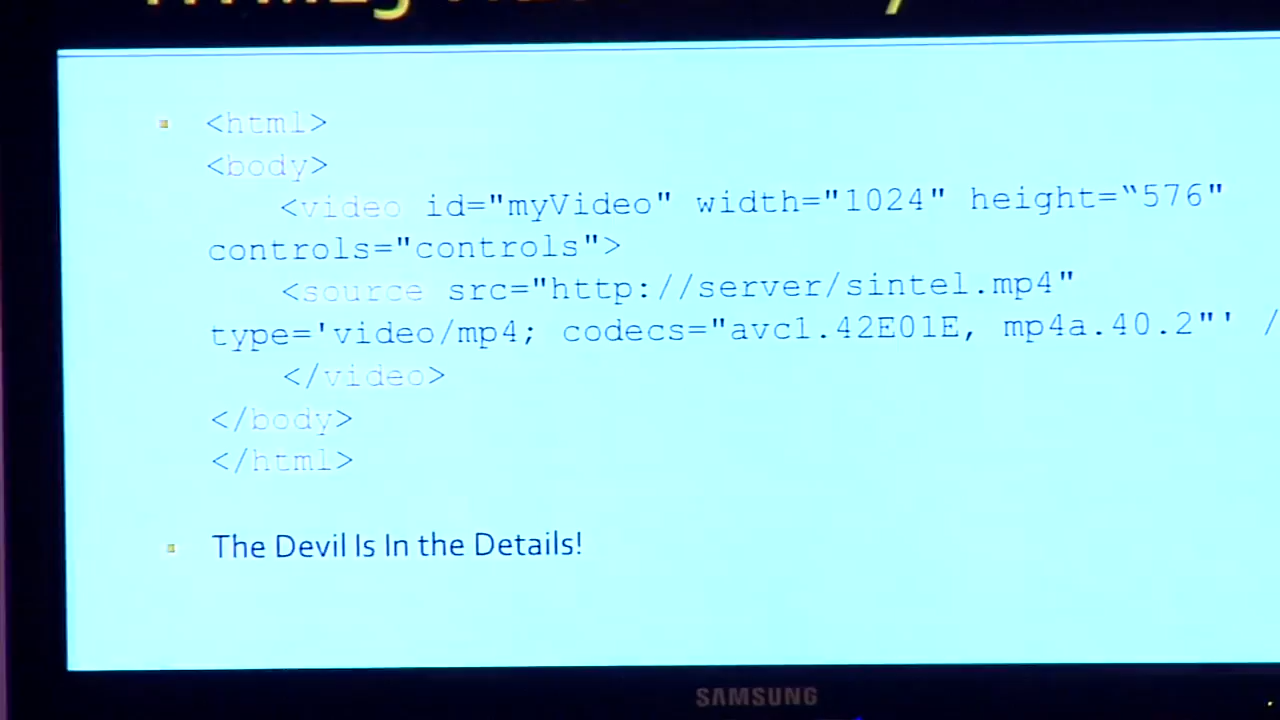 <html>
<body>
<video id="myVideo" width="1024" height=“576"
controls="controls">
<source src="http://server/sintel.mp4"
type='video/mp4; codecs="avc1.42E01E, mp4a.40.2"' /
</video>
</body>
</html>
The Devil Is In the Details!
SAMSUNG